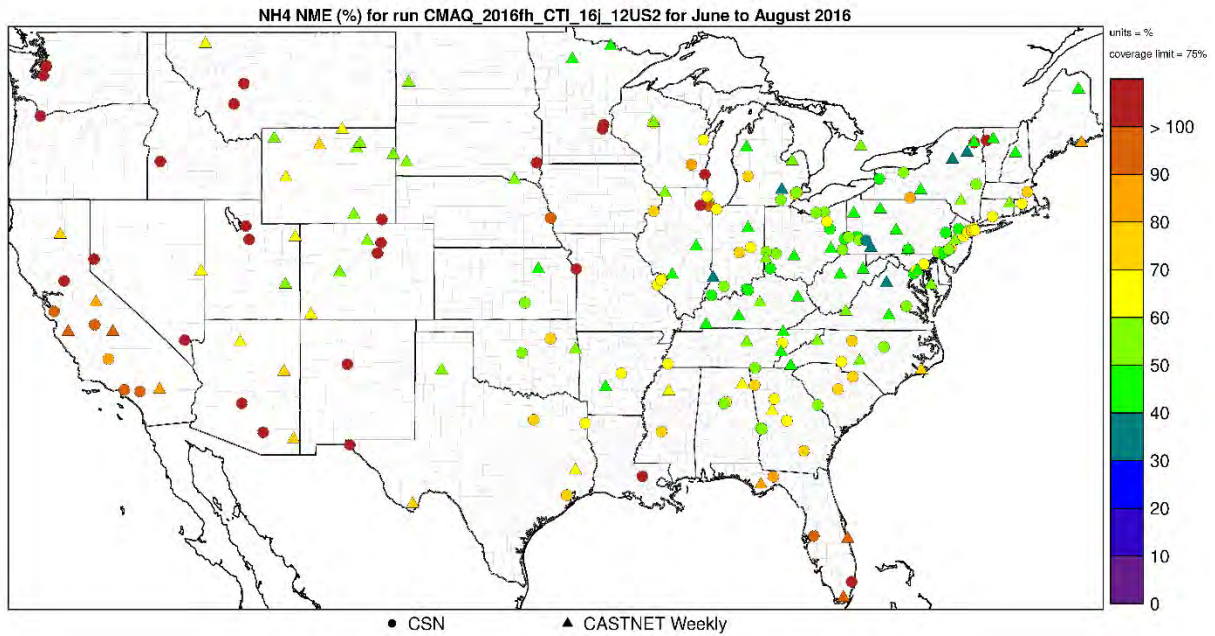 NH4 NME (%) for run CMAQ_2016fh_CTI_16j_12US2 for June to August 2016
units = %
coverage limit = 75%
> 100
90
80
70
60
50
40
30
20
10
0
● CSN ▲ CASTNET Weekly